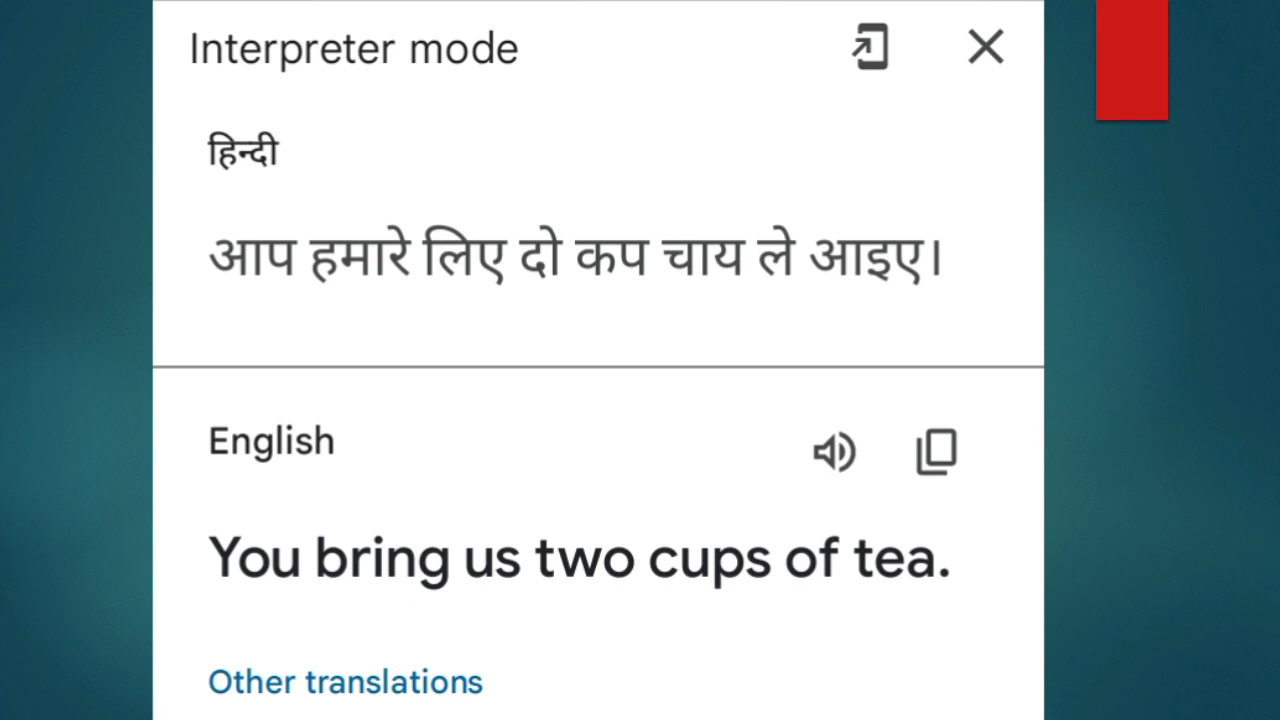 Interpreter mode
हिन्दी
आप हमारे लिए दो कप चाय ले आइए।
English
You bring us two cups of tea.
Other translations